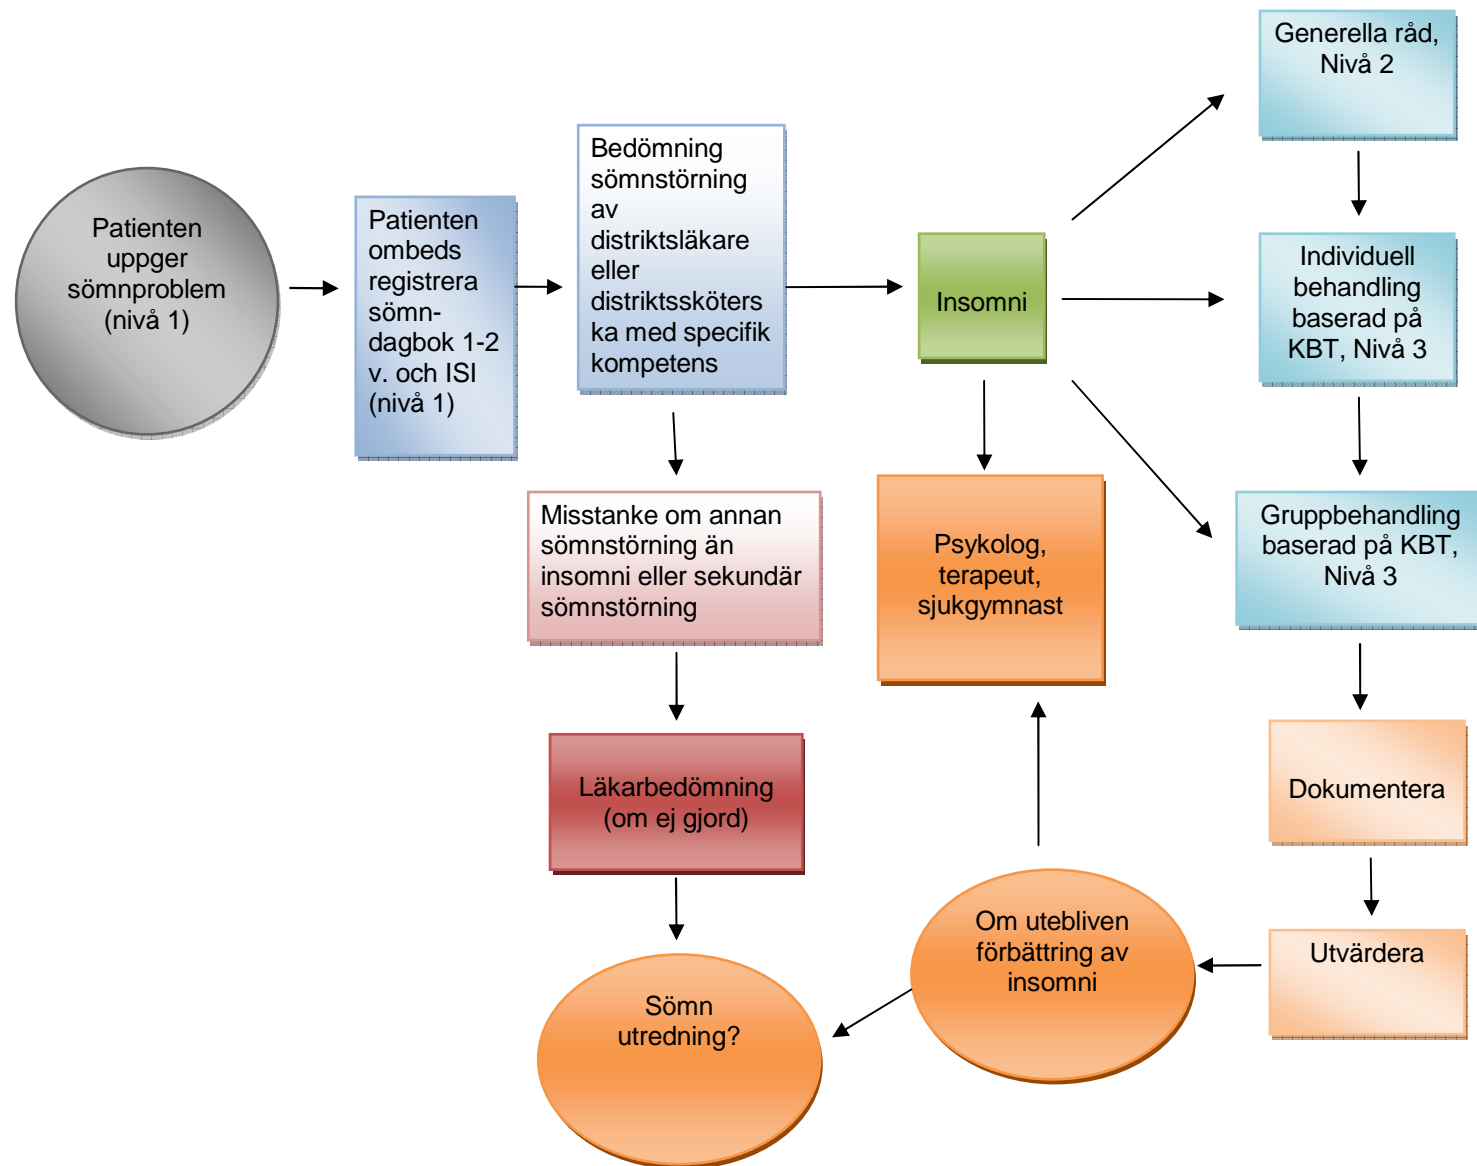 Patienten
uppger
sömnproblem
(nivå 1)
Patienten
ombeds
registrera
sömn-
dagbok 1-2
v. och ISI
(nivå 1)
Bedömning
sömnstörning
av
distriktsläkare
eller
distriktssköters
ka med specifik
kompetens
Insomni
Generella råd,
Nivå 2
Individuell
behandling
baserad på
KBT, Nivå 3
Gruppbehandling
baserad på KBT,
Nivå 3
Misstanke om annan
sömnstörning än
insomni eller sekundär
sömnstörning
Psykolog,
terapeut,
sjukgymnast
Läkarbedömning
(om ej gjord)
Dokumentera
Utvärdera
Om utebliven
förbättring av
insomni
Sömn
utredning?